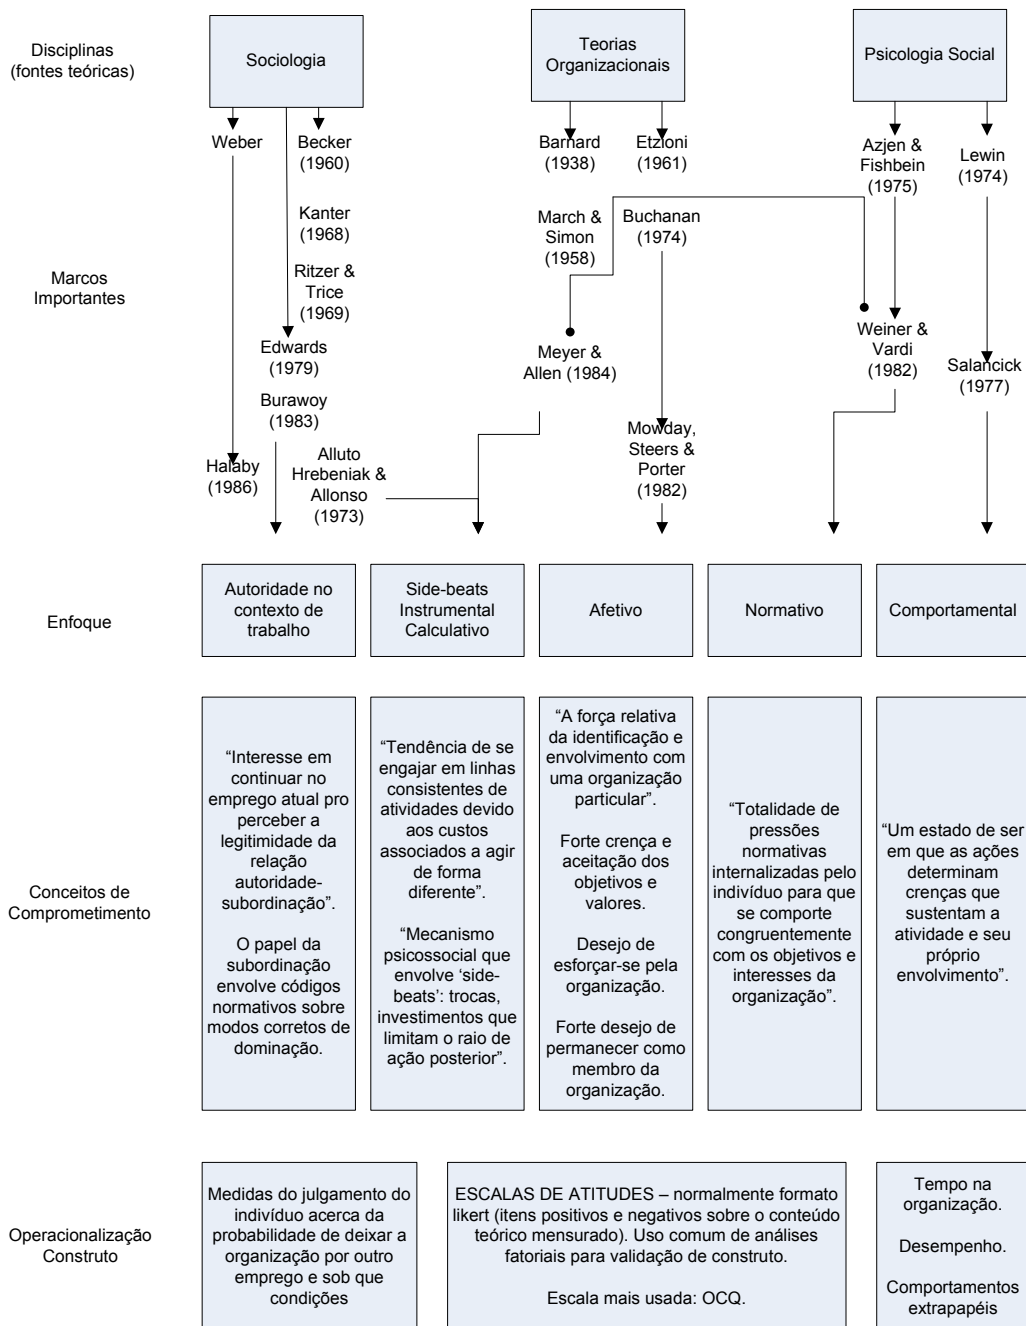 Disciplinas
(fontes teóricas)
Sociologia
Teorias
Organizacionais
Psicologia Social
Marcos
Importantes
Weber
Becker
(1960)
Barnard
(1938)
Etzioni
(1961)
Azjen &
Fishbein
(1975)
Lewin
(1974)
Kanter
(1968)
March &
Simon
(1958)
Buchanan
(1974)
Ritzer &
Trice
(1969)
Edwards
(1979)
Meyer &
Allen (1984)
Weiner &
Vardi
(1982)
Salancick
(1977)
Burawoy
(1983)
Halaby
(1986)
Alluto
Hrebeniak &
Allonso
(1973)
Mowday,
Steers &
Porter
(1982)
Enfoque
Autoridade no
contexto de
trabalho
Side-beats
Instrumental
Calculativo
Afetivo
Normativo
Comportamental
Conceitos de
Comprometimento
“Interesse em
continuar no
emprego atual pro
perceber a
legitimidade da
relação
autoridade-
subordinação”.
O papel da
subordinação
envolve códigos
normativos sobre
modos corretos de
dominação.
“Tendência de se
engajar em linhas
consistentes de
atividades devido
aos custos
associados a agir
de forma
diferente”.
“Mecanismo
psicossocial que
envolve ‘side-
beats’: trocas,
investimentos que
limitam o raio de
ação posterior”.
“A força relativa
da identificação e
envolvimento com
uma organização
particular”.
Forte crença e
aceitação dos
objetivos e
valores.
Desejo de
esforçar-se pela
organização.
Forte desejo de
permanecer como
membro da
organização.
“Totalidade de
pressões
normativas
internalizadas pelo
indivíduo para que
se comporte
congruentemente
com os objetivos e
interesses da
organização”.
“Um estado de ser
em que as ações
determinam
crenças que
sustentam a
atividade e seu
próprio
envolvimento”.
Operacionalização
Construto
Medidas do julgamento do
indivíduo acerca da
probabilidade de deixar a
organização por outro
emprego e sob que
condições
ESCALAS DE ATITUDES – normalmente formato
likert (itens positivos e negativos sobre o conteúdo
teórico mensurado). Uso comum de análises
fatoriais para validação de construto.
Escala mais usada: OCQ.
Tempo na
organização.
Desempenho.
Comportamentos
extrapapéis